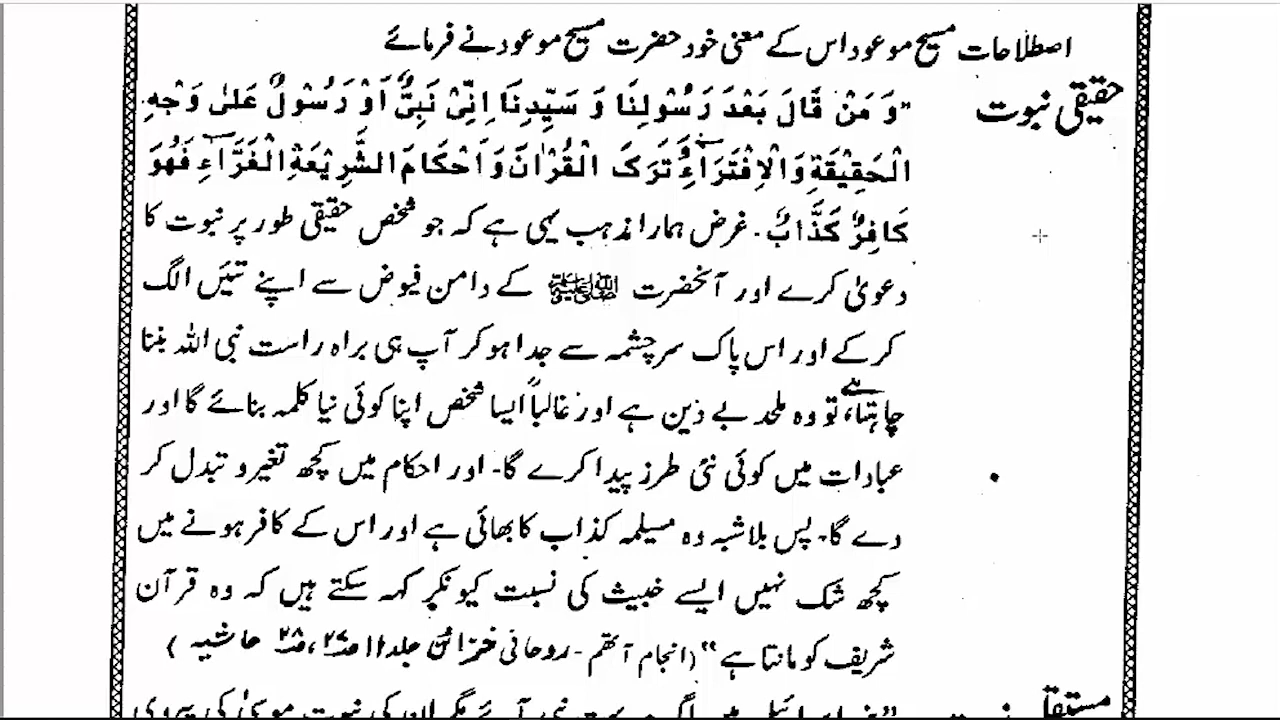 اصطلاحات مسیح موعود اس کے معنی خود حضرت مسیح موعود نے فرمائے
حقیقی نبوت
"وَ مَنْ قَالَ بَعْدَ رَسُوْلِنَا وَ سَیِّدِنَا اِنِّیْ نَبِیٌّ اَوْ رَسُوْلٌ عَلٰی وَجْهِ
الْحَقِیْقَةِ وَالْاِفْتَرَآءِ وَ تَرَکَ الْقُرْاٰنَ وَ اَحْکَامَ الشَّرِیْعَةِ الْغَرَّآءِ فَهُوَ
کَافِرٌ کَذَّابٌ۔ غرض ہمارا مذہب یہی ہے کہ جو شخص حقیقی طور پر نبوت کا
دعویٰ کرے اور آنحضرت ﷺ کے دامن فیوض سے اپنے تئیں الگ
کر کے اور اس پاک سرچشمہ سے جدا ہو کر آپ ہی براہ راست نبی اللہ بننا
چاہتا ہے، تو وہ ملحد بے دین ہے اور غالباً ایسا شخص اپنا کوئی نیا کلمہ بنائے گا اور
عبادات میں کوئی نئی طرز پیدا کرے گا۔ اور احکام میں کچھ تغیر و تبدل کر
دے گا۔ پس بلاشبہ وہ مسیلمہ کذاب کا بھائی ہے اور اس کے کافر ہونے میں
کچھ شک نہیں ایسے خبیث کی نسبت کیونکر کہہ سکتے ہیں کہ وہ قرآن
شریف کو مانتا ہے" (انجام آتھم - روحانی خزائن جلد ۱۱ ص۲۷، ص۲۸ حاشیہ)